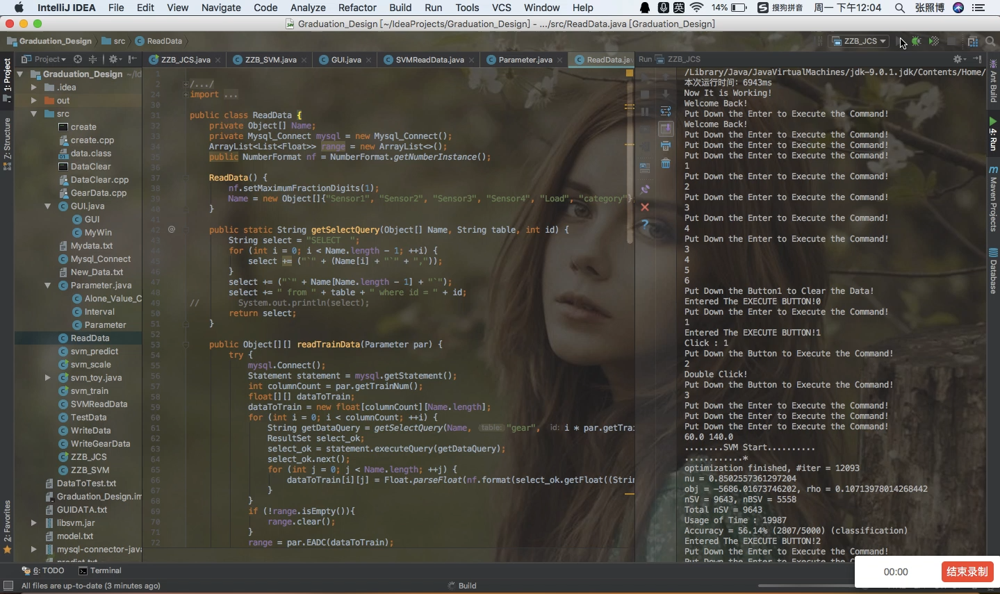 IntelliJ IDEA File Edit View Navigate Code Analyze Refactor Build Run Tools VCS Window Help 英 14% S 搜狗拼音 周一 下午12:04 张照博
Graduation_Design [~/IdeaProjects/Graduation_Design] - .../src/ReadData.java [Graduation_Design]
Graduation_Design src ReadData ZZB_JCS
Project ZZB_JCS.java ZZB_SVM.java GUI.java SVMReadData.java Parameter.java ReadData.ja Run ZZB_JCS
1: Project
Z: Structure
2: Favorites
Graduation_Design ~/Id
.idea
out
src
create
create.cpp
data.class
DataClear
DataClear.cpp
GearData.cpp
GUI.java
GUI
MyWin
Mydata.txt
Mysql_Connect
New_Data.txt
Parameter.java
Alone_Value_C
Interval
Parameter
ReadData
svm_predict
svm_scale
svm_toy.java
svm_train
SVMReadData
TestData
WriteData
WriteGearData
ZZB_JCS
ZZB_SVM
DataToTest.txt
Graduation_Design.im
GUIDATA.txt
libsvm.jar
model.txt
mysql-connector-java
predict.txt
1
2 /.../
24 import ...
30
31 public class ReadData {
32 private Object[] Name;
33 private Mysql_Connect mysql = new Mysql_Connect();
34 ArrayList<List<Float>> range = new ArrayList<>();
35 public NumberFormat nf = NumberFormat.getNumberInstance();
36
37 ReadData() {
38 nf.setMaximumFractionDigits(1);
39 Name = new Object[]{"Sensor1", "Sensor2", "Sensor3", "Sensor4", "Load", "category"}
40 }
41
42 @ public static String getSelectQuery(Object[] Name, String table, int id) {
43 String select = "SELECT  ";
44 for (int i = 0; i < Name.length - 1; ++i) {
45 select += ("`" + (Name[i] + "`" + ","));
46 }
47 select += ("`" + Name[Name.length - 1] + "`");
48 select += " from " + table + " where id = " + id;
49 // System.out.println(select);
50 return select;
51 }
52
53 public Object[][] readTrainData(Parameter par) {
54 try {
55 mysql.Connect();
56 Statement statement = mysql.getStatement();
57 int columnCount = par.getTrainNum();
58 float[][] dataToTrain;
59 dataToTrain = new float[columnCount][Name.length];
60 for (int i = 0; i < columnCount; ++i) {
61 String getDataQuery = getSelectQuery(Name, table: "gear", id: i * par.getTrai
62 ResultSet select_ok;
63 select_ok = statement.executeQuery(getDataQuery);
64 select_ok.next();
65 for (int j = 0; j < Name.length; ++j) {
66 dataToTrain[i][j] = Float.parseFloat(nf.format(select_ok.getFloat((Strin
67 }
68 }
69 if (!range.isEmpty()){
70 range.clear();
71 }
72 range = par.EADC(dataToTrain);
/Library/Java/JavaVirtualMachines/jdk-9.0.1.jdk/Contents/Home/
本次运行时间: 6943ms
Now It is Working!
Welcome Back!
Put Down the Enter to Execute the Command!
Welcome Back!
Put Down the Enter to Execute the Command!
Put Down the Enter to Execute the Command!
Put Down the Enter to Execute the Command!
1
Put Down the Enter to Execute the Command!
2
Put Down the Enter to Execute the Command!
3
Put Down the Enter to Execute the Command!
4
Put Down the Enter to Execute the Command!
3
4
5
6
Put Down the Button1 to Clear the Data!
Entered The EXECUTE BUTTON!0
Put Down the Enter to Execute the Command!
1
Entered The EXECUTE BUTTON!1
Click : 1
Put Down the Button to Execute the Command!
2
Double Click!
Put Down the Button to Execute the Command!
3
Put Down the Enter to Execute the Command!
Put Down the Enter to Execute the Command!
Put Down the Enter to Execute the Command!
60.0 140.0
........SVM Start..........
............*
optimization finished, #iter = 12093
nu = 0.8502557361297204
obj = -5686.01673746202, rho = 0.10713978014268442
nSV = 9643, nBSV = 5558
Total nSV = 9643
Usage of Time : 19987
Accuracy = 56.14% (2807/5000) (classification)
Entered The EXECUTE BUTTON!2
Put Down the Enter to Execute the C
Ant Build
4: Run
Maven Projects
Database
00:00 结束录制
6: TODO Terminal
All files are up-to-date (3 minutes ago) Build